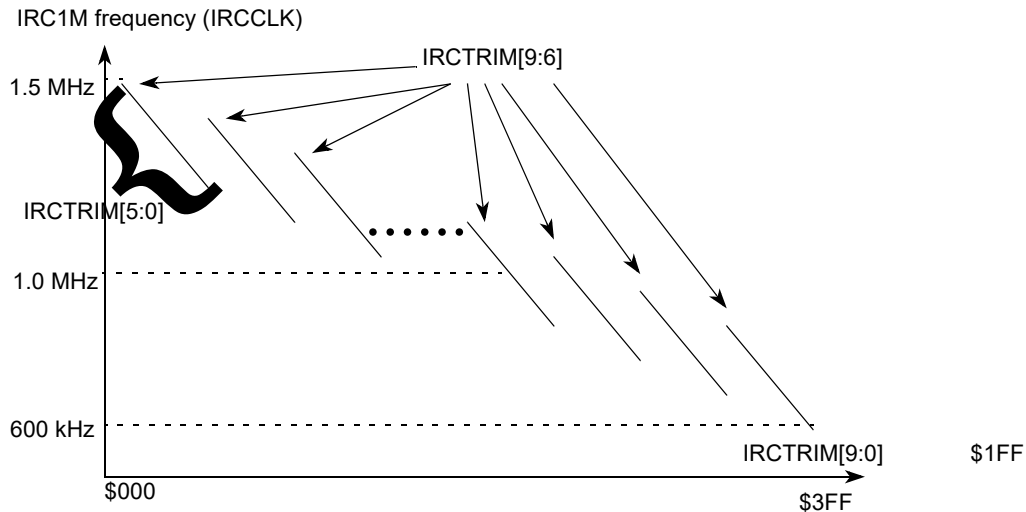 IRC1M frequency (IRCCLK)
IRCTRIM[9:6]
1.5 MHz
IRCTRIM[5:0]
1.0 MHz
600 kHz
IRCTRIM[9:0]
$1FF
$000
$3FF